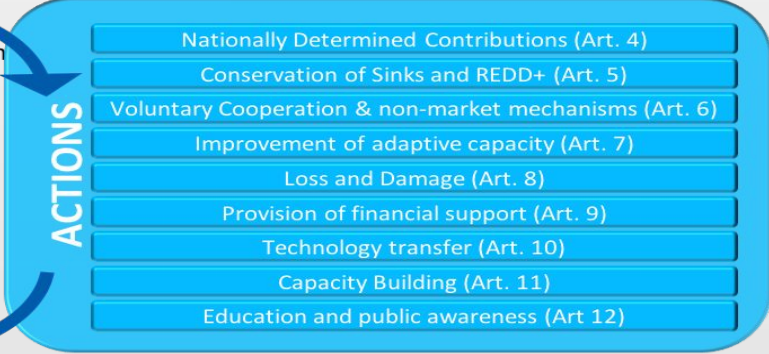 ACTIONS
Nationally Determined Contributions (Art. 4)
Conservation of Sinks and REDD+ (Art. 5)
Voluntary Cooperation & non-market mechanisms (Art. 6)
Improvement of adaptive capacity (Art. 7)
Loss and Damage (Art. 8)
Provision of financial support (Art. 9)
Technology transfer (Art. 10)
Capacity Building (Art. 11)
Education and public awareness (Art 12)